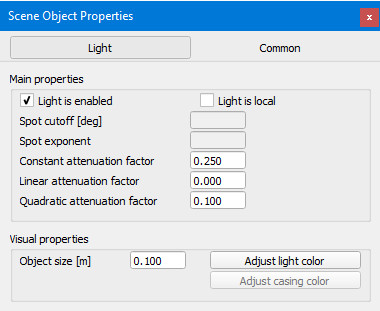 Scene Object Properties x
Light Common
Main properties
Light is enabled Light is local
Spot cutoff [deg]
Spot exponent
Constant attenuation factor 0.250
Linear attenuation factor 0.000
Quadratic attenuation factor 0.100
Visual properties
Object size [m] 0.100 Adjust light color
Adjust casing color